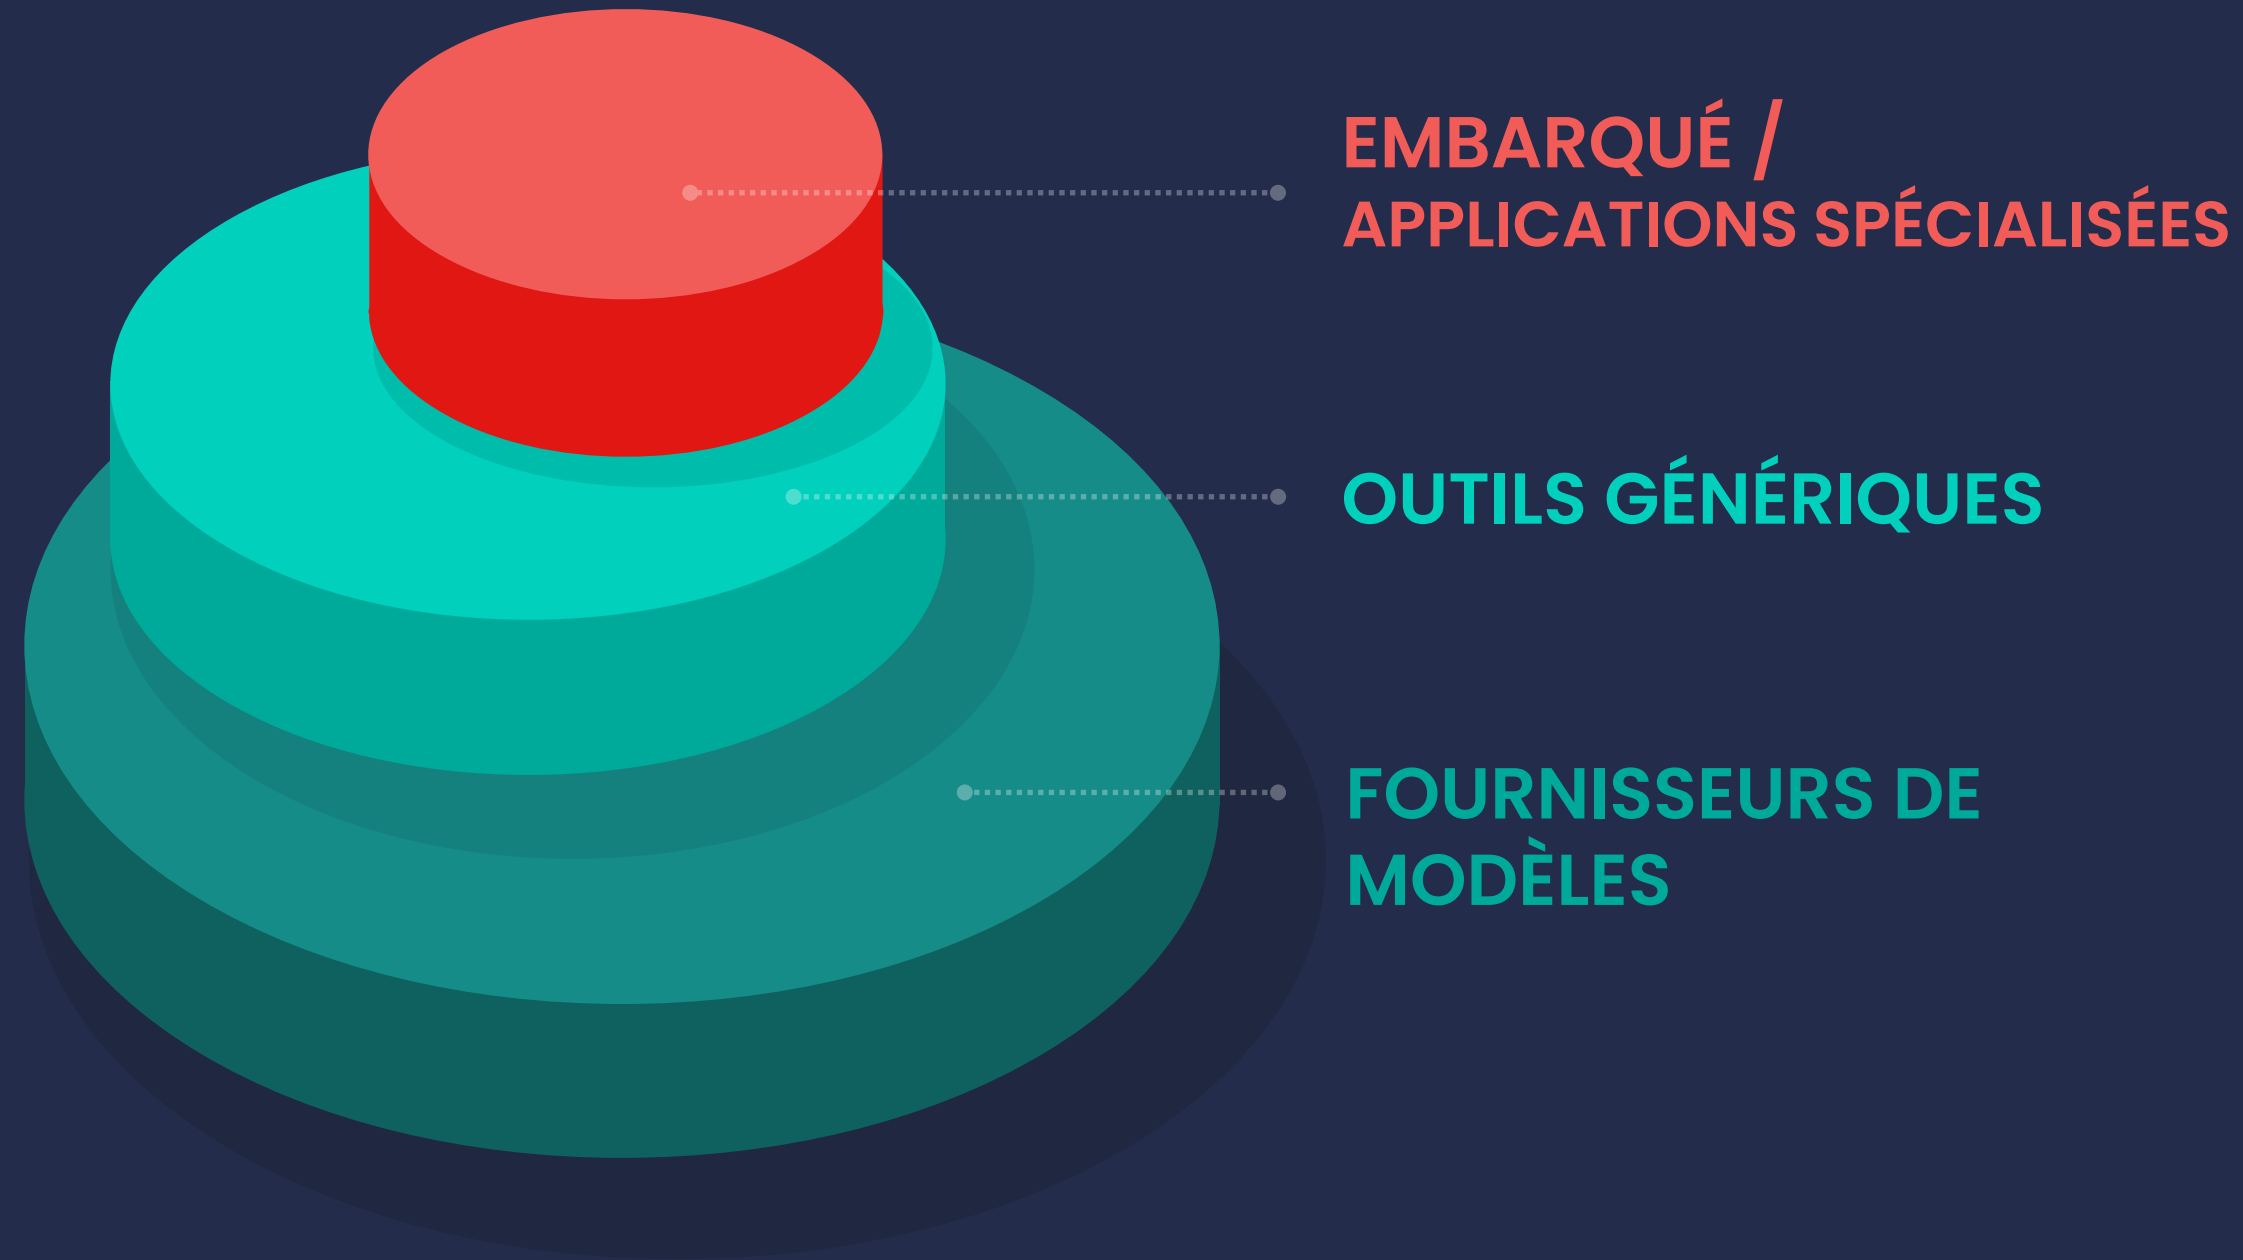 EMBARQUÉ /
APPLICATIONS SPÉCIALISÉES
OUTILS GÉNÉRIQUES
FOURNISSEURS DE
MODÈLES